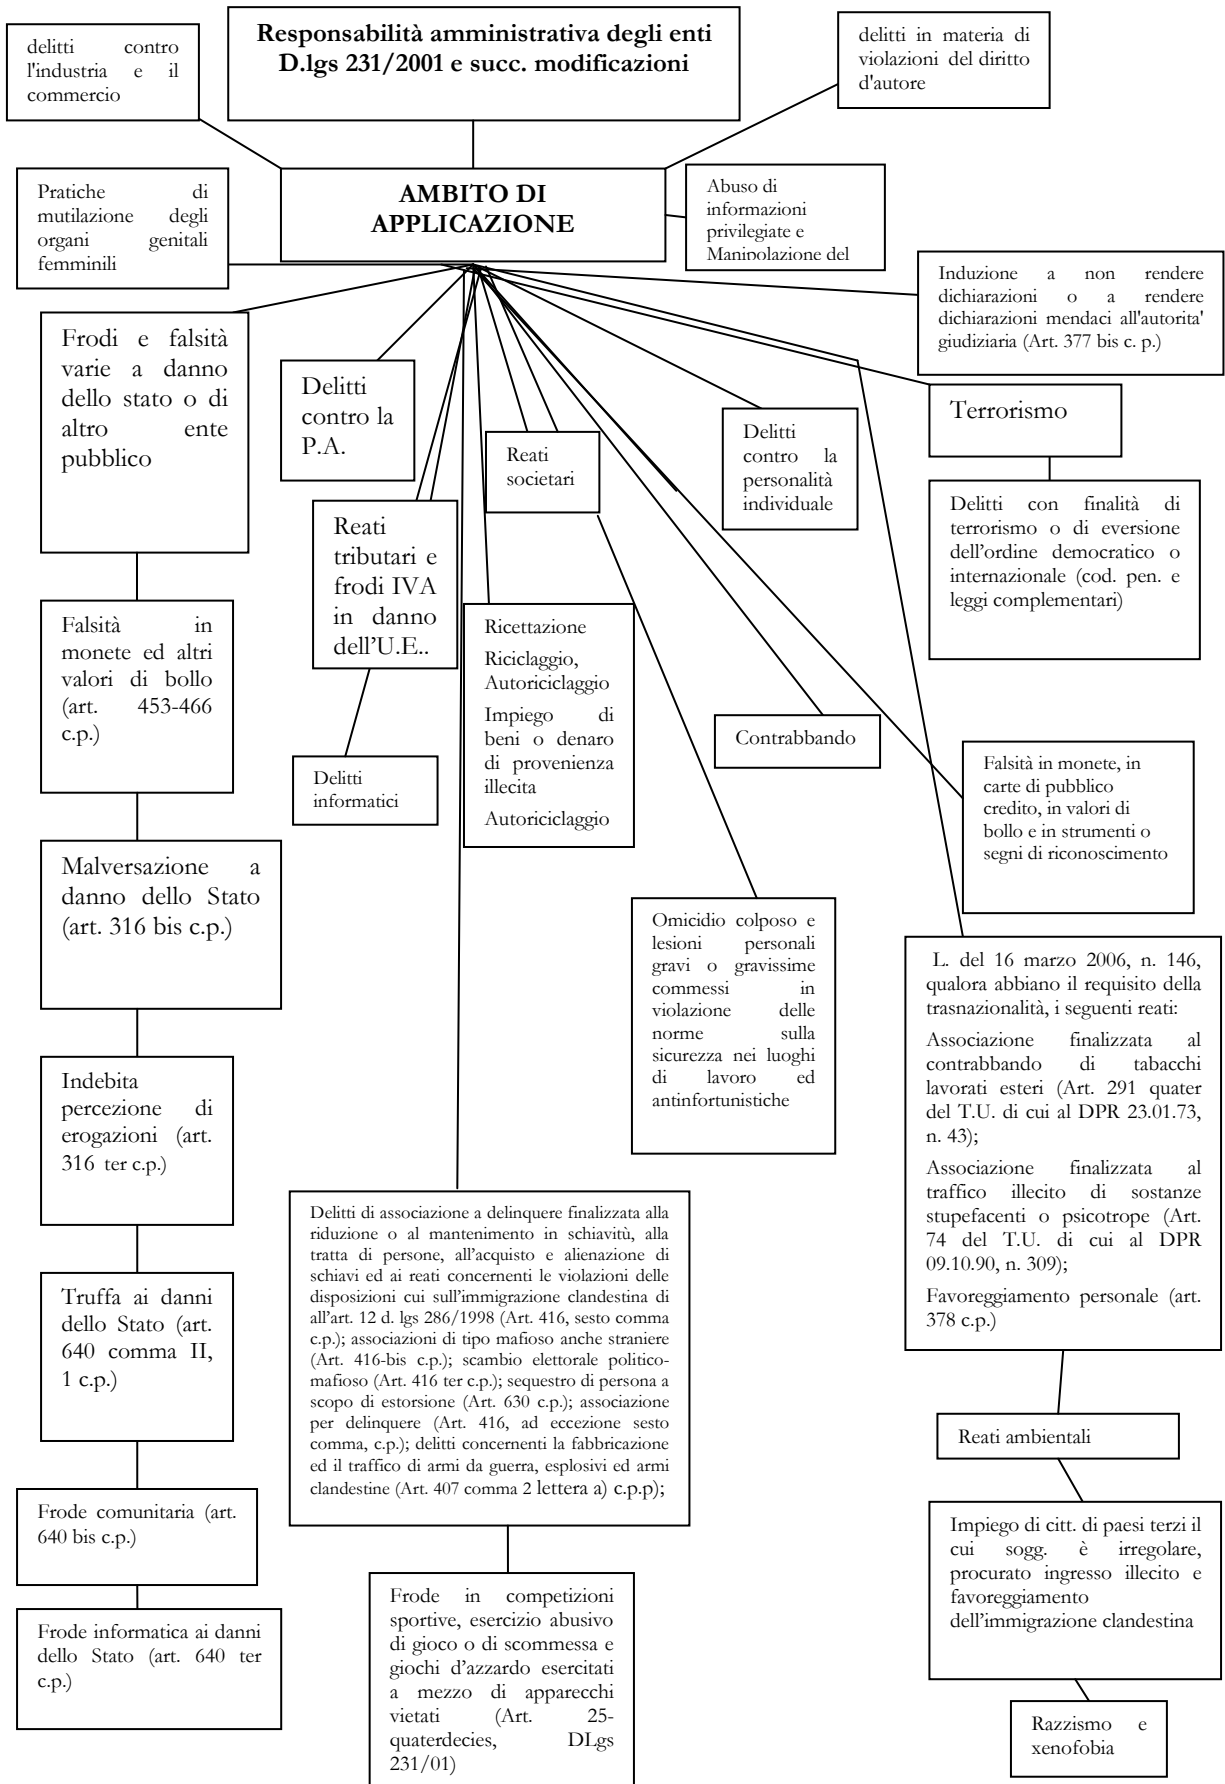 Responsabilità amministrativa degli enti
D.lgs 231/2001 e succ. modificazioni
delitti contro
l'industria e il
commercio
delitti in materia di
violazioni del diritto
d'autore
AMBITO DI
APPLICAZIONE
Pratiche di
mutilazione degli
organi genitali
femminili
Abuso di
informazioni
privilegiate e
Manipolazione del
Induzione a non rendere
dichiarazioni o a rendere
dichiarazioni mendaci all'autorita'
giudiziaria (Art. 377 bis c. p.)
Frodi e falsità
varie a danno
dello stato o di
altro ente
pubblico
Delitti
contro la
P.A.
Reati
societari
Delitti
contro la
personalità
individuale
Terrorismo
Delitti con finalità di
terrorismo o di eversione
dell'ordine democratico o
internazionale (cod. pen. e
leggi complementari)
Reati
tributari e
frodi IVA
in danno
dell'U.E..
Falsità in
monete ed altri
valori di bollo
(art. 453-466
c.p.)
Ricettazione
Riciclaggio,
Autoriciclaggio
Impiego di
beni o denaro
di provenienza
illecita
Autoriciclaggio
Contrabbando
Falsità in monete, in
carte di pubblico
credito, in valori di
bollo e in strumenti o
segni di riconoscimento
Delitti
informatici
Malversazione a
danno dello Stato
(art. 316 bis c.p.)
Omicidio colposo e
lesioni personali
gravi o gravissime
commessi in
violazione delle
norme sulla
sicurezza nei luoghi
di lavoro ed
antinfortunistiche
L. del 16 marzo 2006, n. 146,
qualora abbiano il requisito della
trasnazionalità, i seguenti reati:
Associazione finalizzata al
contrabbando di tabacchi
lavorati esteri (Art. 291 quater
del T.U. di cui al DPR 23.01.73,
n. 43);
Associazione finalizzata al
traffico illecito di sostanze
stupefacenti o psicotrope (Art.
74 del T.U. di cui al DPR
09.10.90, n. 309);
Favoreggiamento personale (art.
378 c.p.)
Indebita
percezione di
erogazioni (art.
316 ter c.p.)
Delitti di associazione a delinquere finalizzata alla
riduzione o al mantenimento in schiavitù, alla
tratta di persone, all'acquisto e alienazione di
schiavi ed ai reati concernenti le violazioni delle
disposizioni cui sull'immigrazione clandestina di
all'art. 12 d. lgs 286/1998 (Art. 416, sesto comma
c.p.); associazioni di tipo mafioso anche straniere
(Art. 416-bis c.p.); scambio elettorale politico-
mafioso (Art. 416 ter c.p.); sequestro di persona a
scopo di estorsione (Art. 630 c.p.); associazione
per delinquere (Art. 416, ad eccezione sesto
comma, c.p.); delitti concernenti la fabbricazione
ed il traffico di armi da guerra, esplosivi ed armi
clandestine (Art. 407 comma 2 lettera a) c.p.p);
Truffa ai danni
dello Stato (art.
640 comma II,
1 c.p.)
Reati ambientali
Frode comunitaria (art.
640 bis c.p.)
Impiego di citt. di paesi terzi il
cui sogg. è irregolare,
procurato ingresso illecito e
favoreggiamento
dell'immigrazione clandestina
Frode in competizioni
sportive, esercizio abusivo
di gioco o di scommessa e
giochi d'azzardo esercitati
a mezzo di apparecchi
vietati (Art. 25-
quaterdecies, DLgs
231/01)
Frode informatica ai danni
dello Stato (art. 640 ter
c.p.)
Razzismo e
xenofobia